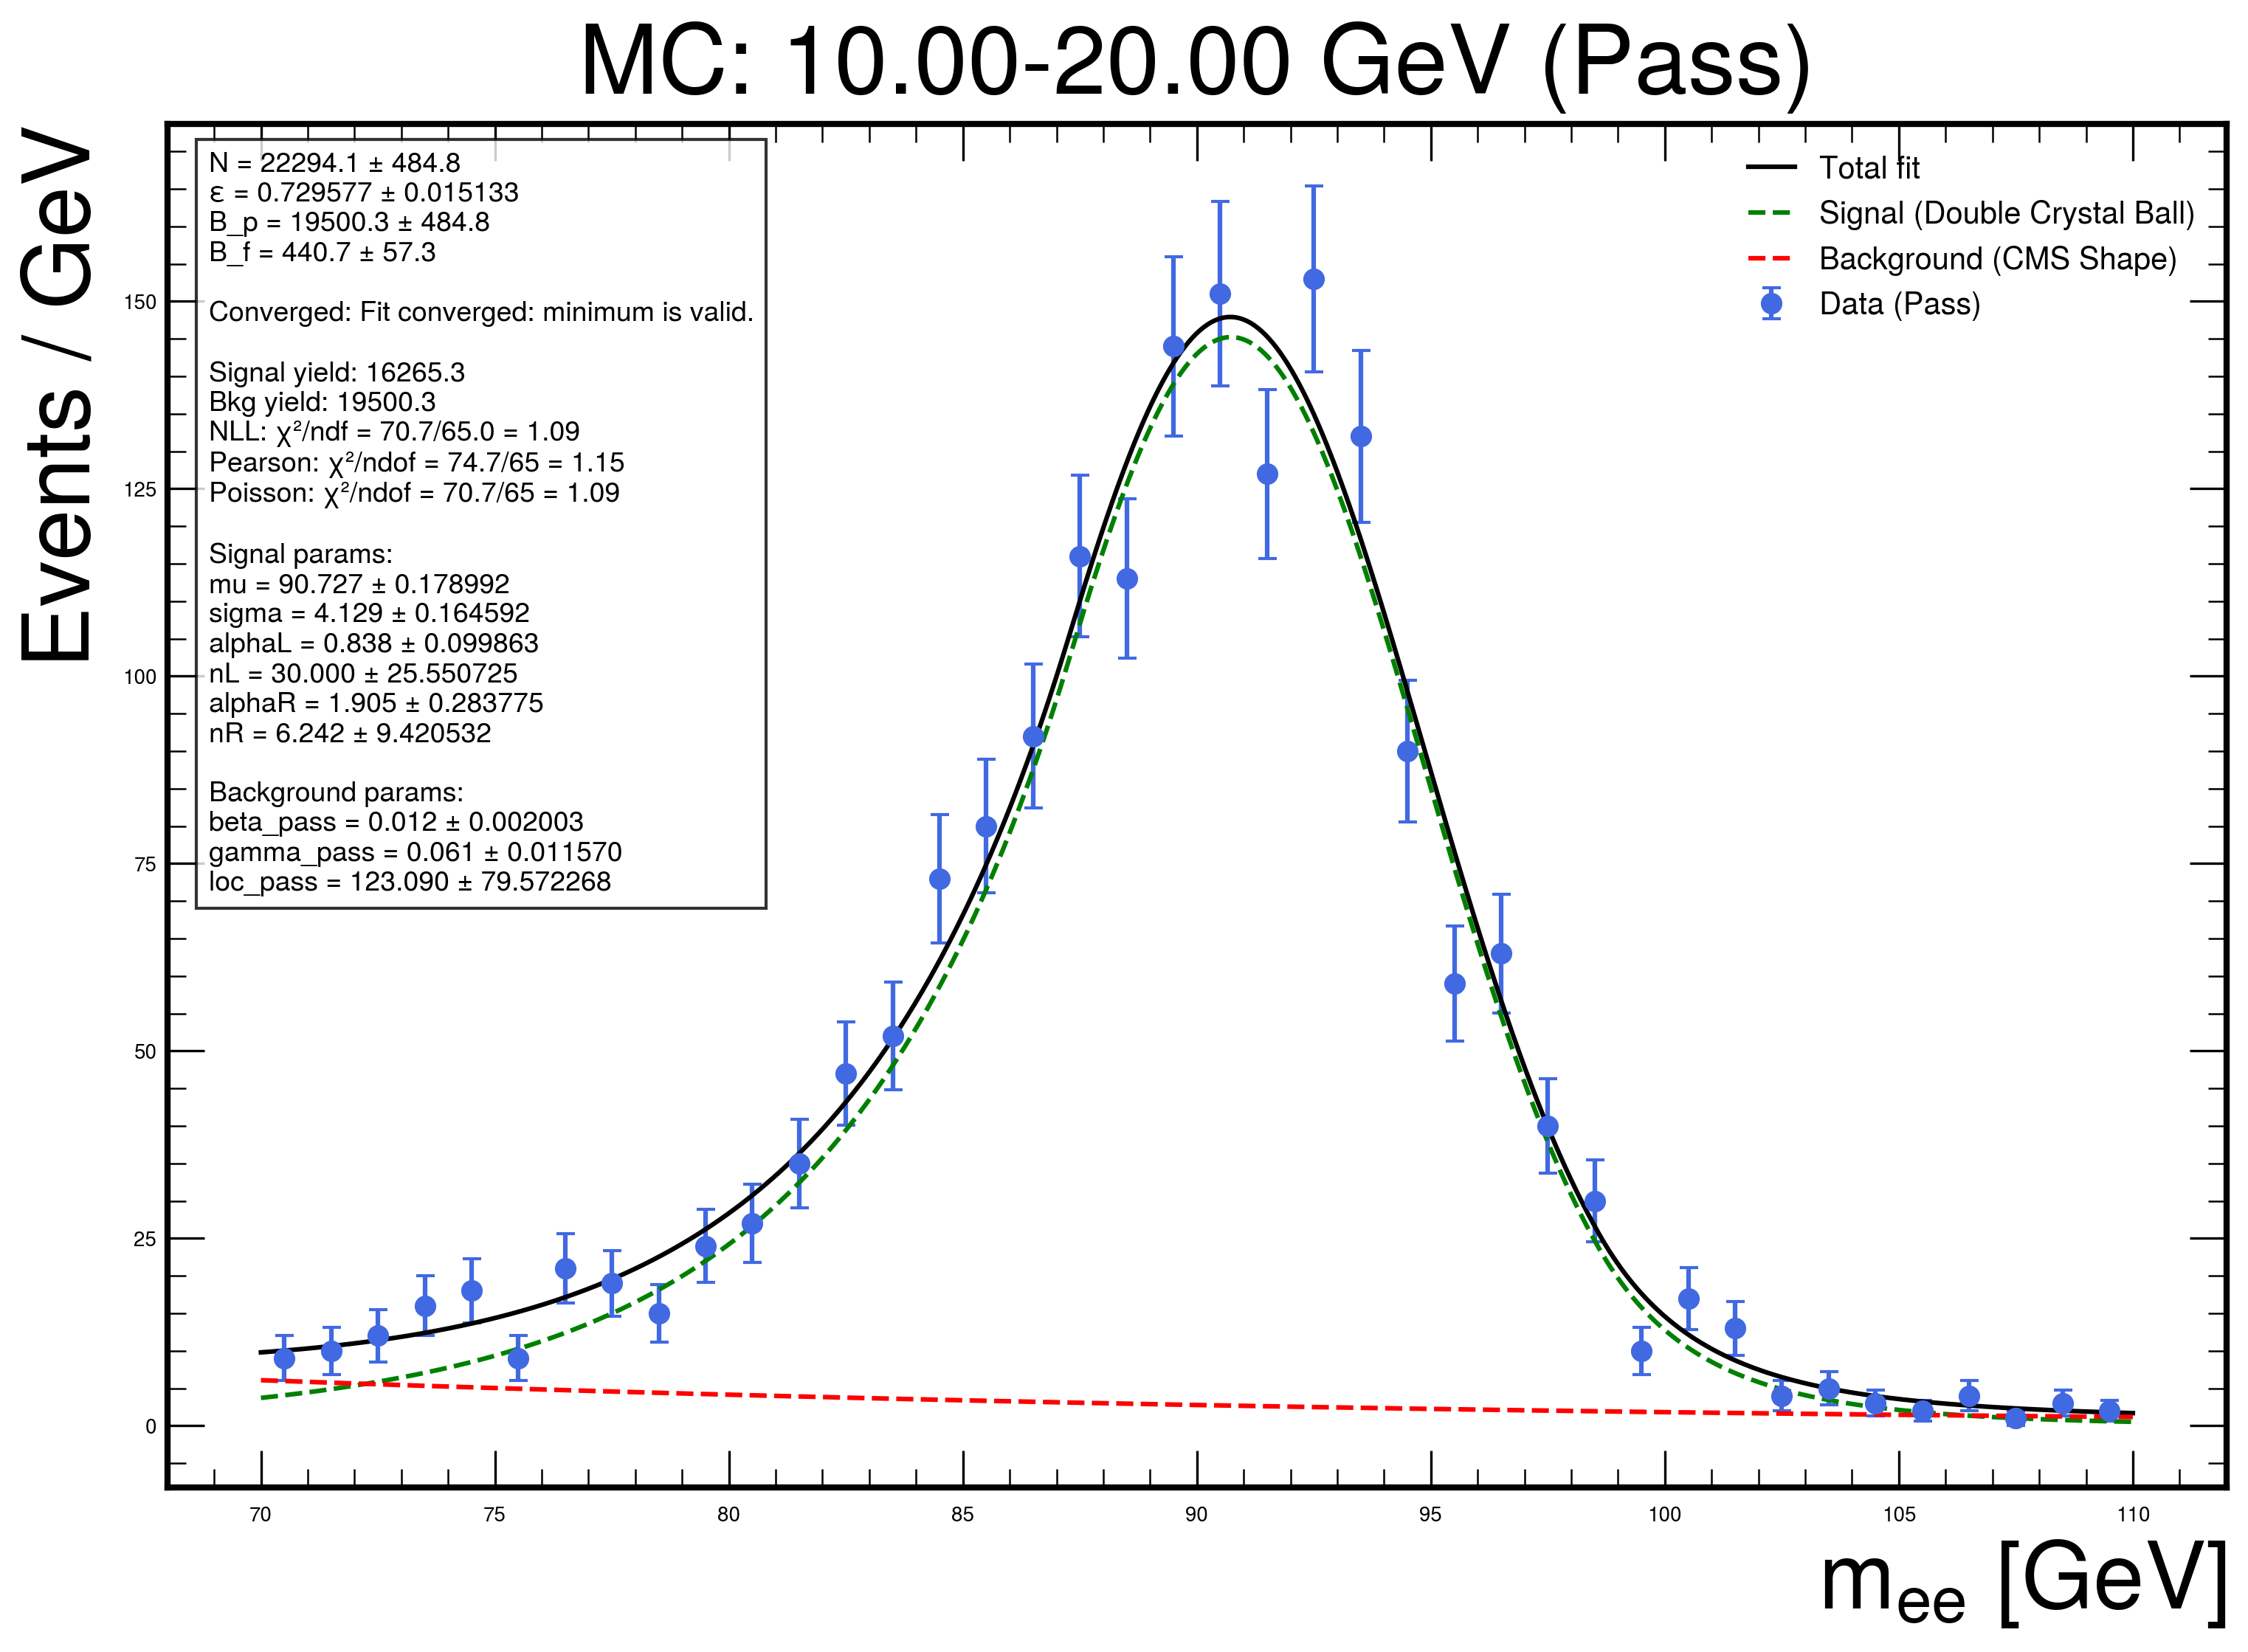 MC: 10.00-20.00 GeV (Pass)
Events / GeV
N = 22294.1 ± 484.8
ε = 0.729577 ± 0.015133
B_p = 19500.3 ± 484.8
B_f = 440.7 ± 57.3
Converged: Fit converged: minimum is valid.
Signal yield: 16265.3
Bkg yield: 19500.3
NLL: χ²/ndf = 70.7/65.0 = 1.09
Pearson: χ²/ndof = 74.7/65 = 1.15
Poisson: χ²/ndof = 70.7/65 = 1.09
Signal params:
mu = 90.727 ± 0.178992
sigma = 4.129 ± 0.164592
alphaL = 0.838 ± 0.099863
nL = 30.000 ± 25.550725
alphaR = 1.905 ± 0.283775
nR = 6.242 ± 9.420532
Background params:
beta_pass = 0.012 ± 0.002003
gamma_pass = 0.061 ± 0.011570
loc_pass = 123.090 ± 79.572268
Total fit
Signal (Double Crystal Ball)
Background (CMS Shape)
Data (Pass)
150
125
100
75
50
25
0
70 75 80 85 90 95 100 105 110
m_ee [GeV]